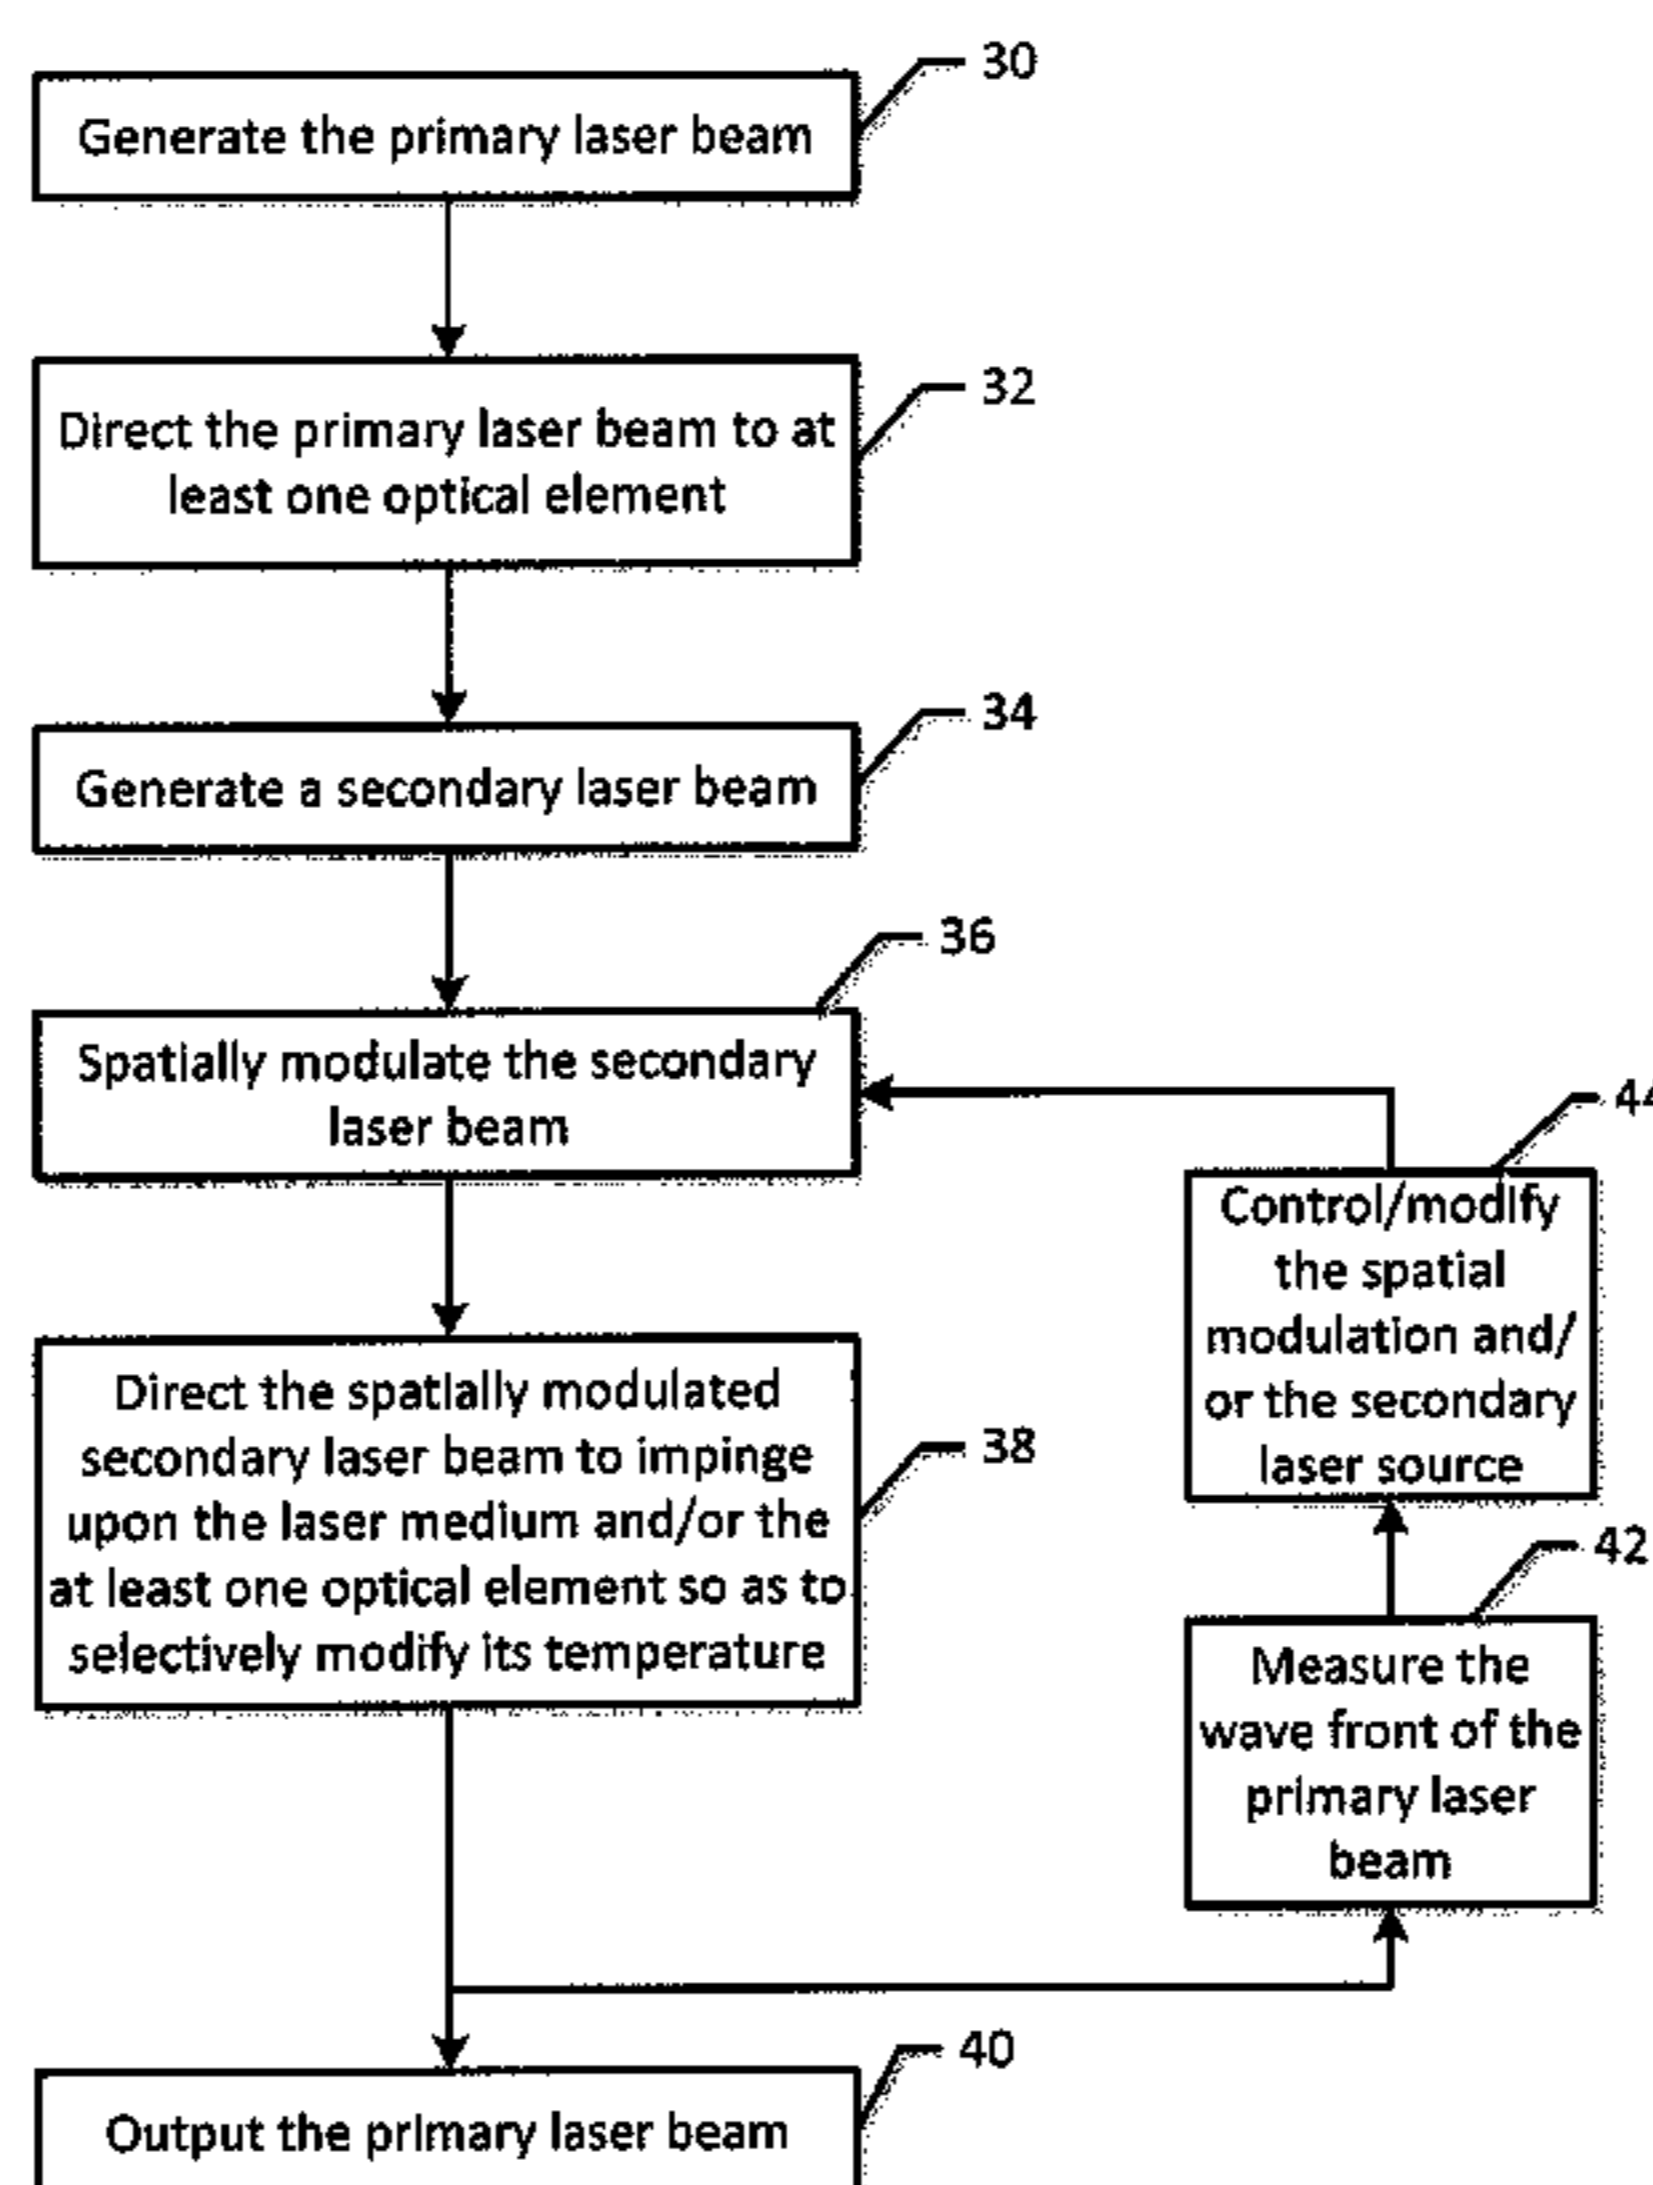 30
Generate the primary laser beam
32
Direct the primary laser beam to at
least one optical element
34
Generate a secondary laser beam
36
Spatially modulate the secondary
laser beam
44
Control/modify
the spatial
modulation and/
or the secondary
laser source
Direct the spatially modulated
secondary laser beam to impinge
upon the laser medium and/or the
at least one optical element so as to
selectively modify its temperature
38
42
Measure the
wave front of the
primary laser
beam
40
Output the primary laser beam